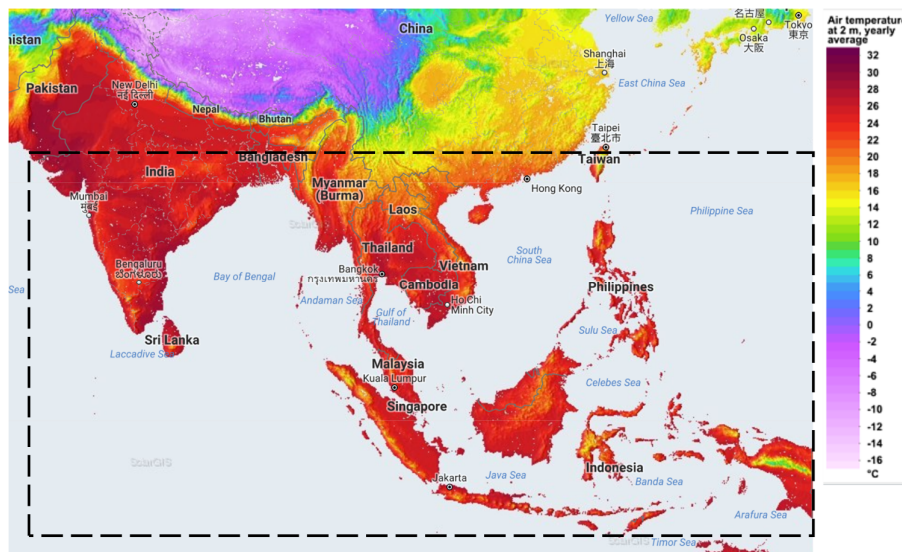 Yellow Sea
名古屋
Tokyo
東京
Osaka
大阪
China
nistan
Shanghai
上海
East China Sea
Pakistan
New Delhi
नई दिल्ली
Nepal
Bhutan
Taipei
臺北市
Taiwan
Bangladesh
India
Myanmar
(Burma)
Hong Kong
Mumbai
मुंबई
Laos
Philippine Sea
SolarGIS
Thailand
South
China Sea
Vietnam
Bengaluru
ಬೆಂಗಳೂರು
Bay of Bengal
Bangkok
กรุงเทพมหานคร
Cambodia
Sea
Andaman Sea
Gulf of
Thailand
Ho Chi
Minh City
Philippines
Sri Lanka
Laccadive Sea
Sulu Sea
Malaysia
Kuala Lumpur
Celebes Sea
Singapore
SolarGIS
Indonesia
Jakarta
Java Sea
Banda Sea
Arafura Sea
SolarGIS
Timor Sea
Air temperature
at 2 m, yearly
average
32
30
28
26
24
22
20
18
16
14
12
10
8
6
4
2
0
-2
-4
-6
-8
-10
-12
-14
-16
°C